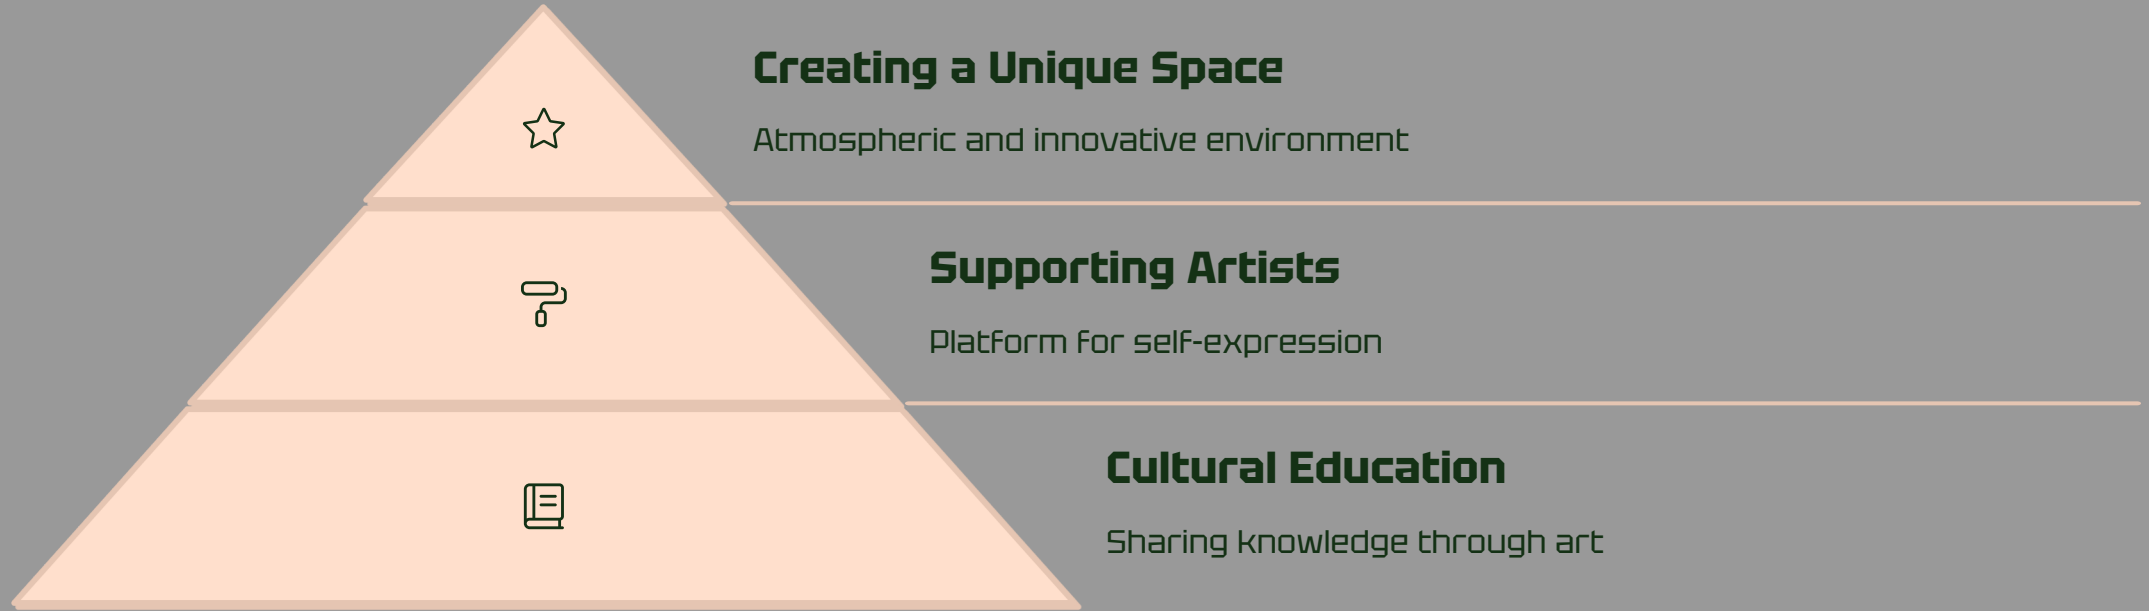 Creating a Unique Space
Atmospheric and innovative environment
Supporting Artists
Platform for self-expression
Cultural Education
Sharing knowledge through art